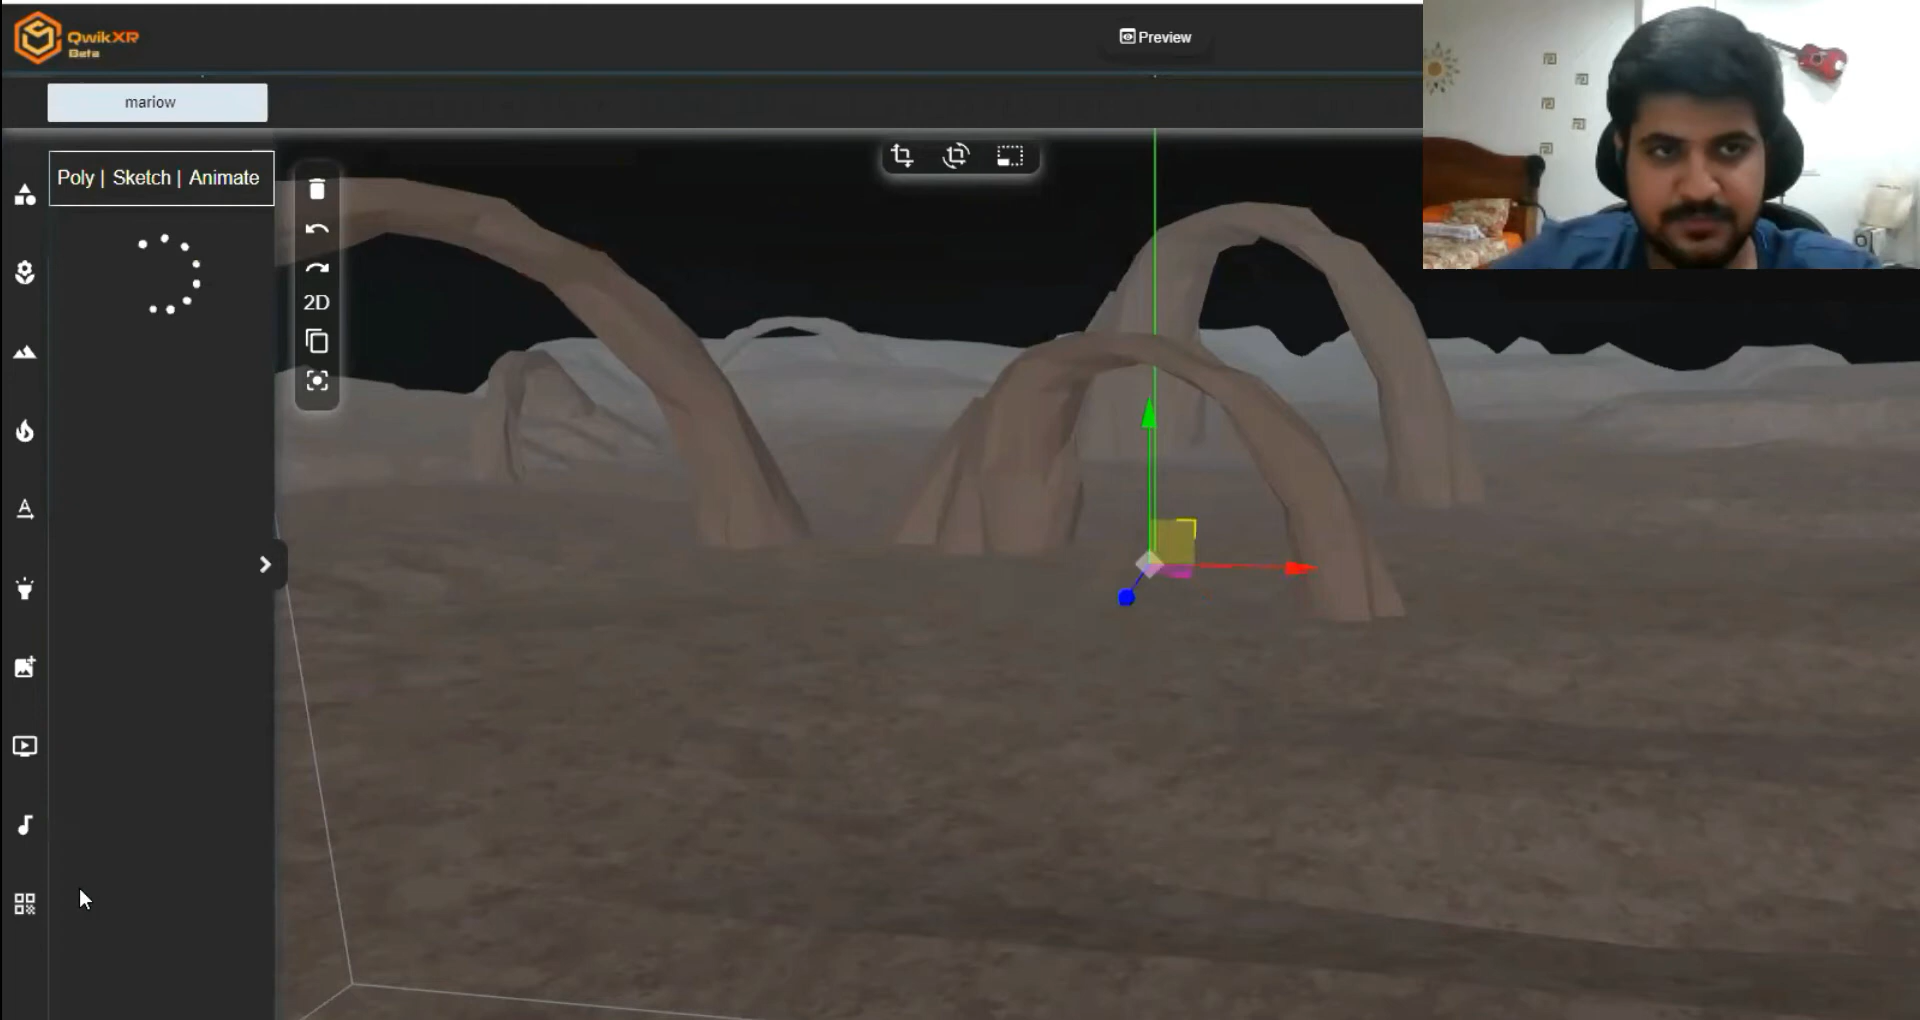 QwikXR
Beta
Preview
mariow
Poly | Sketch | Animate
2D